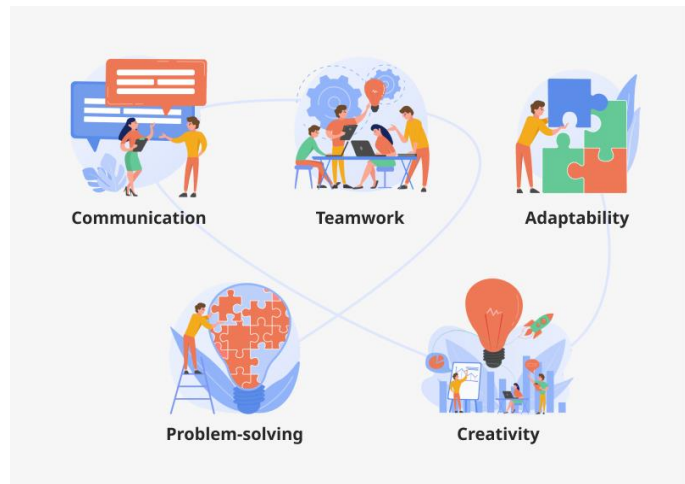 Communication
Teamwork
Adaptability
Problem-solving
Creativity